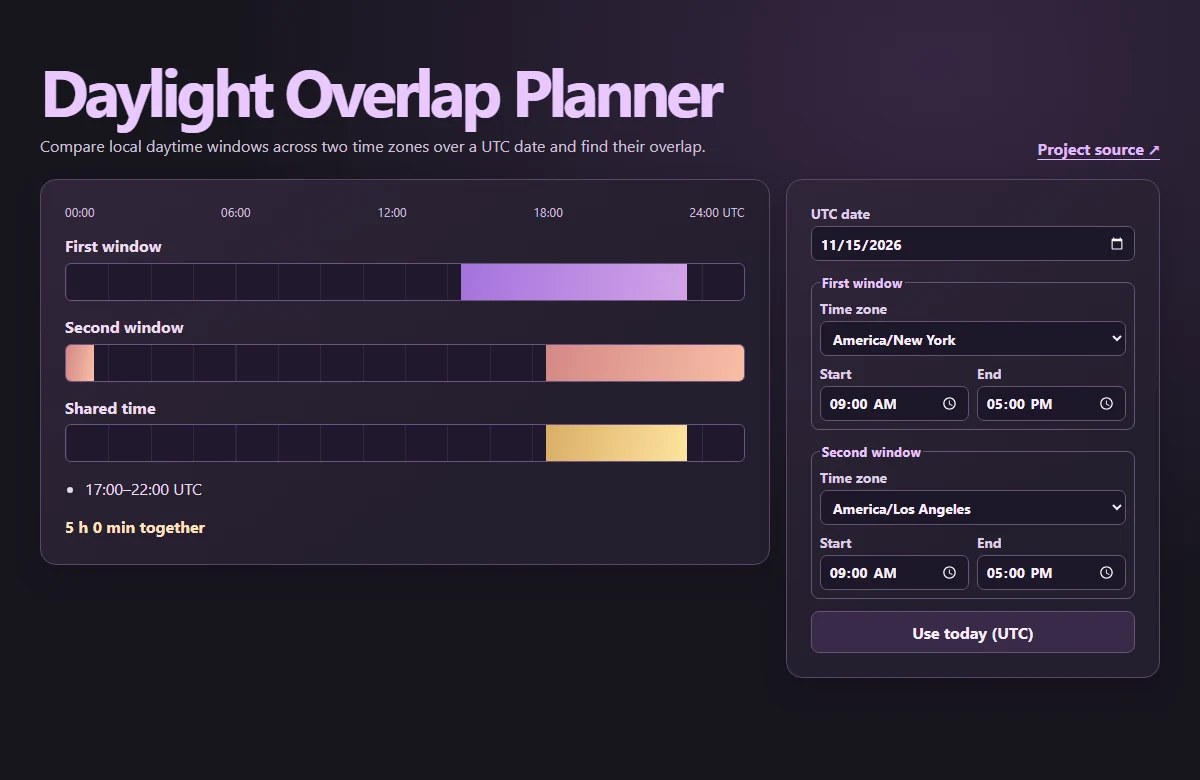 Daylight Overlap Planner
Compare local daytime windows across two time zones over a UTC date and find their overlap.
Project source ↗
00:00 06:00 12:00 18:00 24:00 UTC
First window
Second window
Shared time
• 17:00–22:00 UTC
5 h 0 min together
UTC date
11/15/2026
First window
Time zone
America/New York
Start End
09:00 AM 05:00 PM
Second window
Time zone
America/Los Angeles
Start End
09:00 AM 05:00 PM
Use today (UTC)